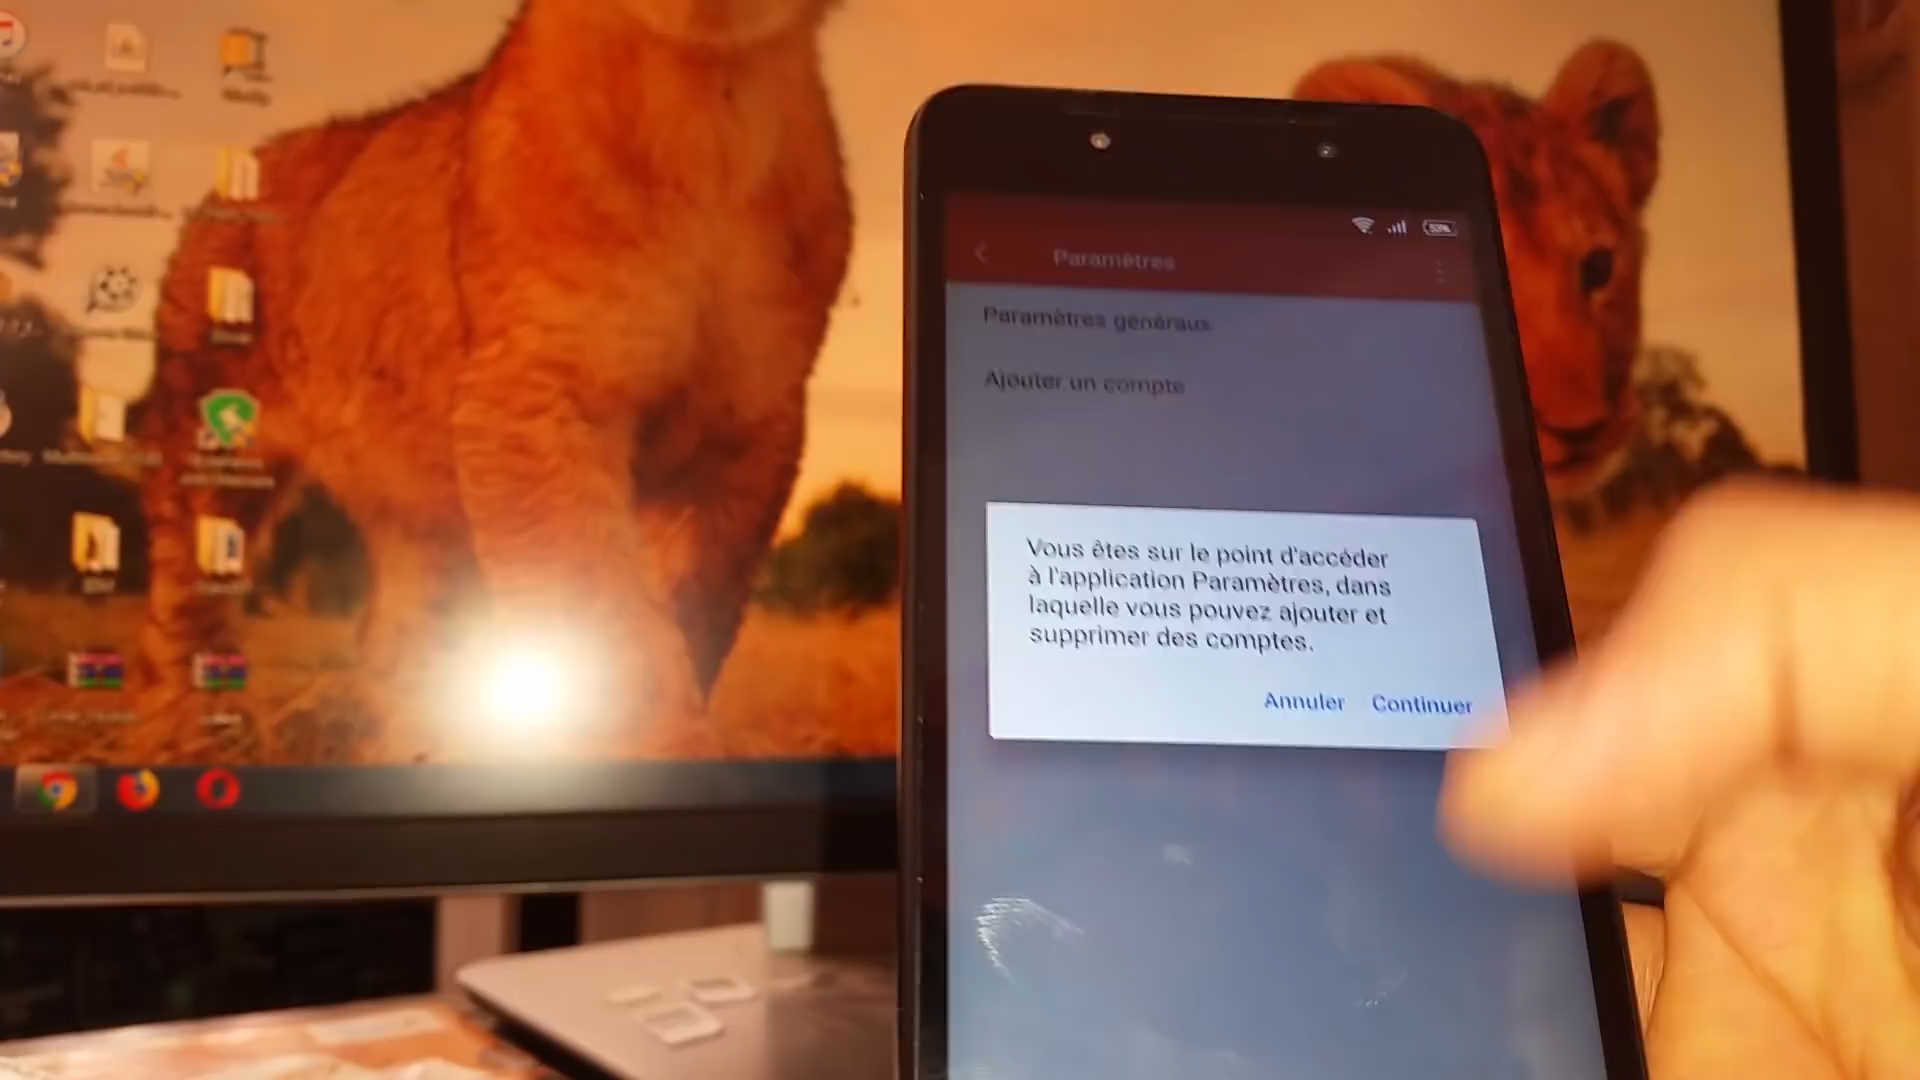 53%
Paramètres
Paramètres généraux
Ajouter un compte
Vous êtes sur le point d'accéder
à l'application Paramètres, dans
laquelle vous pouvez ajouter et
supprimer des comptes.
Annuler Continuer